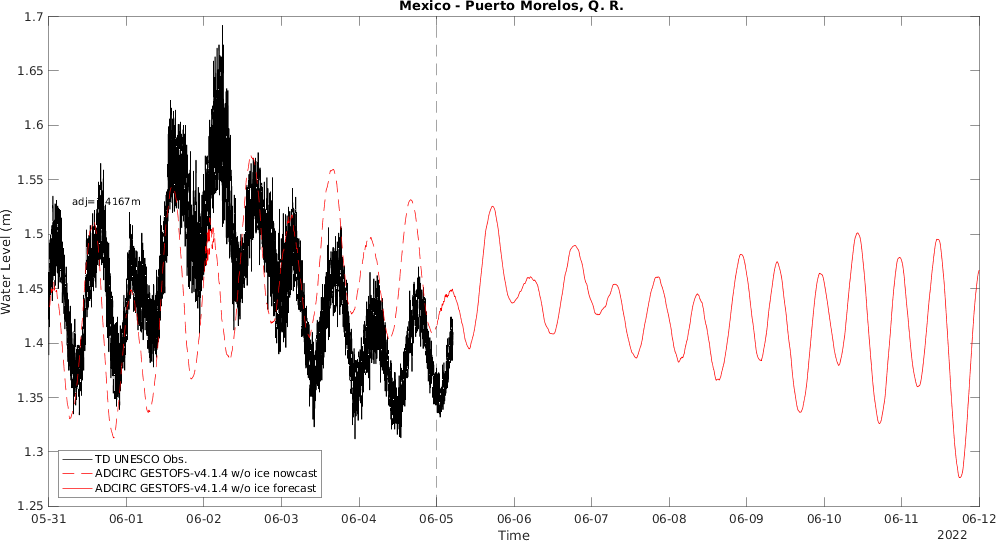 Mexico - Puerto Morelos, Q. R.
1.7
1.65
1.6
1.55
1.5
1.45
1.4
1.35
1.3
1.25
Water Level (m)
4167m
TD UNESCO Obs.
ADCIRC GESTOFS-v4.1.4 w/o ice nowcast
ADCIRC GESTOFS-v4.1.4 w/o ice forecast
05-31 06-01 06-02 06-03 06-04 06-05 06-06 06-07 06-08 06-09 06-10 06-11 06-12
Time
2022